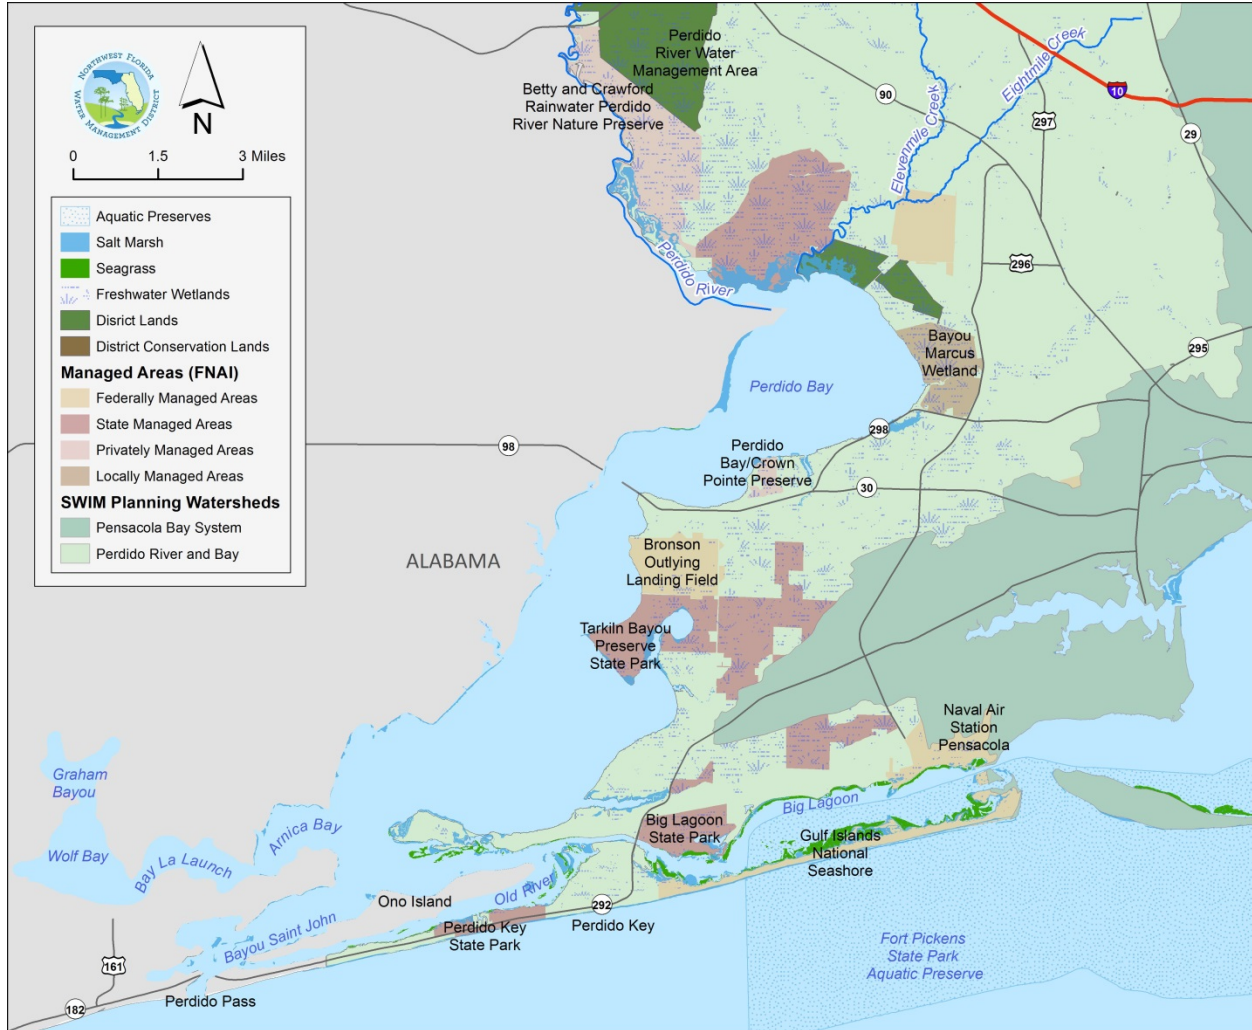 NORTHWEST FLORIDA
WATER MANAGEMENT DISTRICT
N
0 1.5 3 Miles
Aquatic Preserves
Salt Marsh
Seagrass
Freshwater Wetlands
Disrict Lands
District Conservation Lands
Managed Areas (FNAI)
Federally Managed Areas
State Managed Areas
Privately Managed Areas
Locally Managed Areas
SWIM Planning Watersheds
Pensacola Bay System
Perdido River and Bay
Perdido
River Water
Management Area
Betty and Crawford
Rainwater Perdido
River Nature Preserve
90
Elevenmile Creek
Eightmile Creek
10
297
29
Perdido River
296
Bayou
Marcus
Wetland
295
Perdido Bay
298
98
Perdido
Bay/Crown
Pointe Preserve
30
ALABAMA
Bronson
Outlying
Landing Field
Tarkiln Bayou
Preserve
State Park
Naval Air
Station
Pensacola
Graham
Bayou
Wolf Bay
Bay La Launch
Arnica Bay
Big Lagoon
Big Lagoon
State Park
Gulf Islands
National
Seashore
Ono Island
Old River
292
Bayou Saint John
Perdido Key
State Park
Perdido Key
Fort Pickens
State Park
Aquatic Preserve
161
Perdido Pass
182